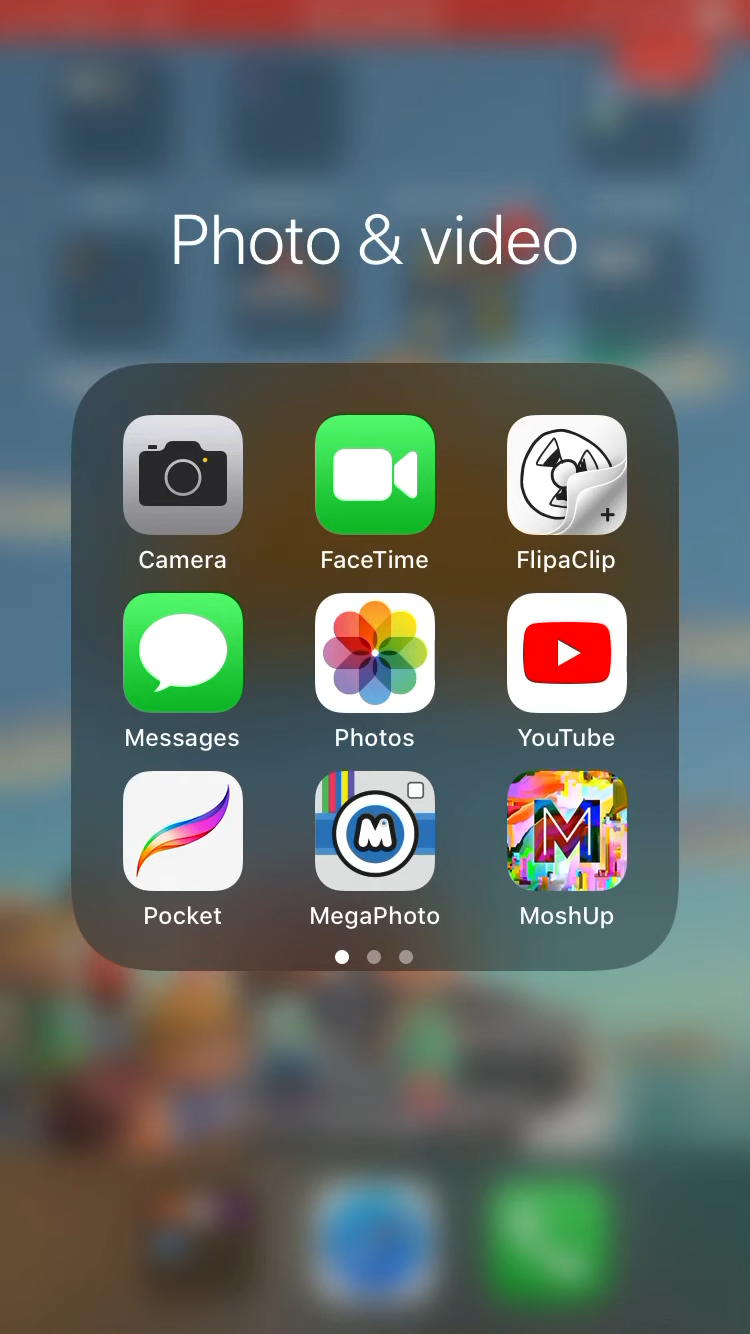 Photo & video
Camera FaceTime FlipaClip
Messages Photos YouTube
Pocket MegaPhoto MoshUp